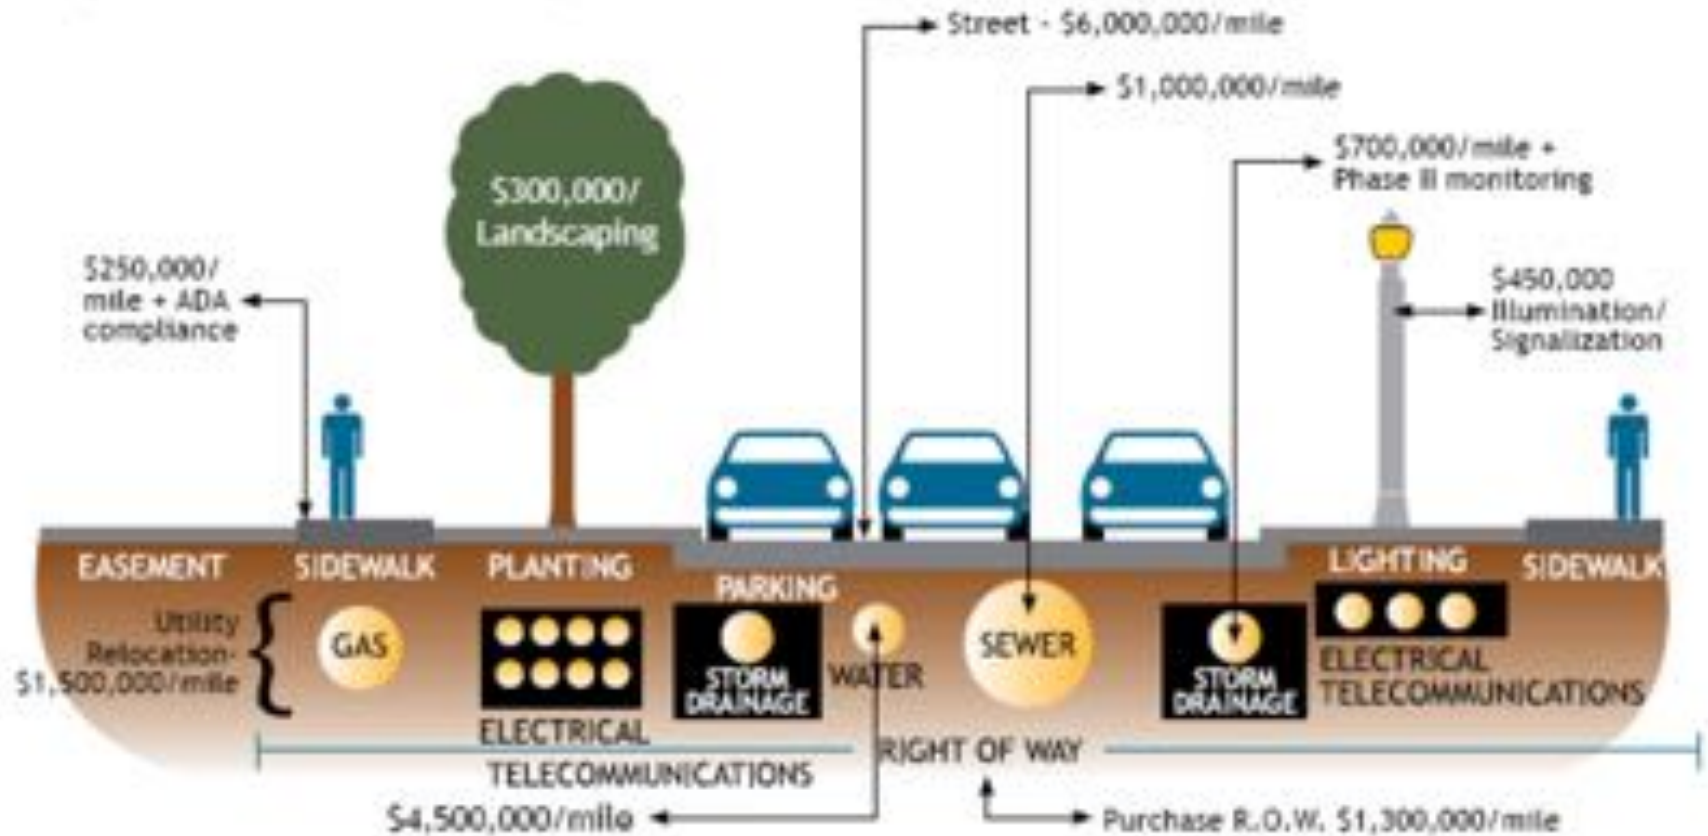 Street - $6,000,000/mile
$1,000,000/mile
$700,000/mile +
Phase II monitoring
$300,000/
Landscaping
$250,000/
mile + ADA
compliance
$450,000
Illumination/
Signalization
EASEMENT
SIDEWALK
PLANTING
PARKING
LIGHTING
SIDEWALK
Utility
Relocation-
$1,500,000/mile
GAS
STORM
DRAINAGE
WATER
SEWER
STORM
DRAINAGE
ELECTRICAL
TELECOMMUNICATIONS
ELECTRICAL
TELECOMMUNICATIONS
RIGHT OF WAY
$4,500,000/mile
Purchase R.O.W. $1,300,000/mile